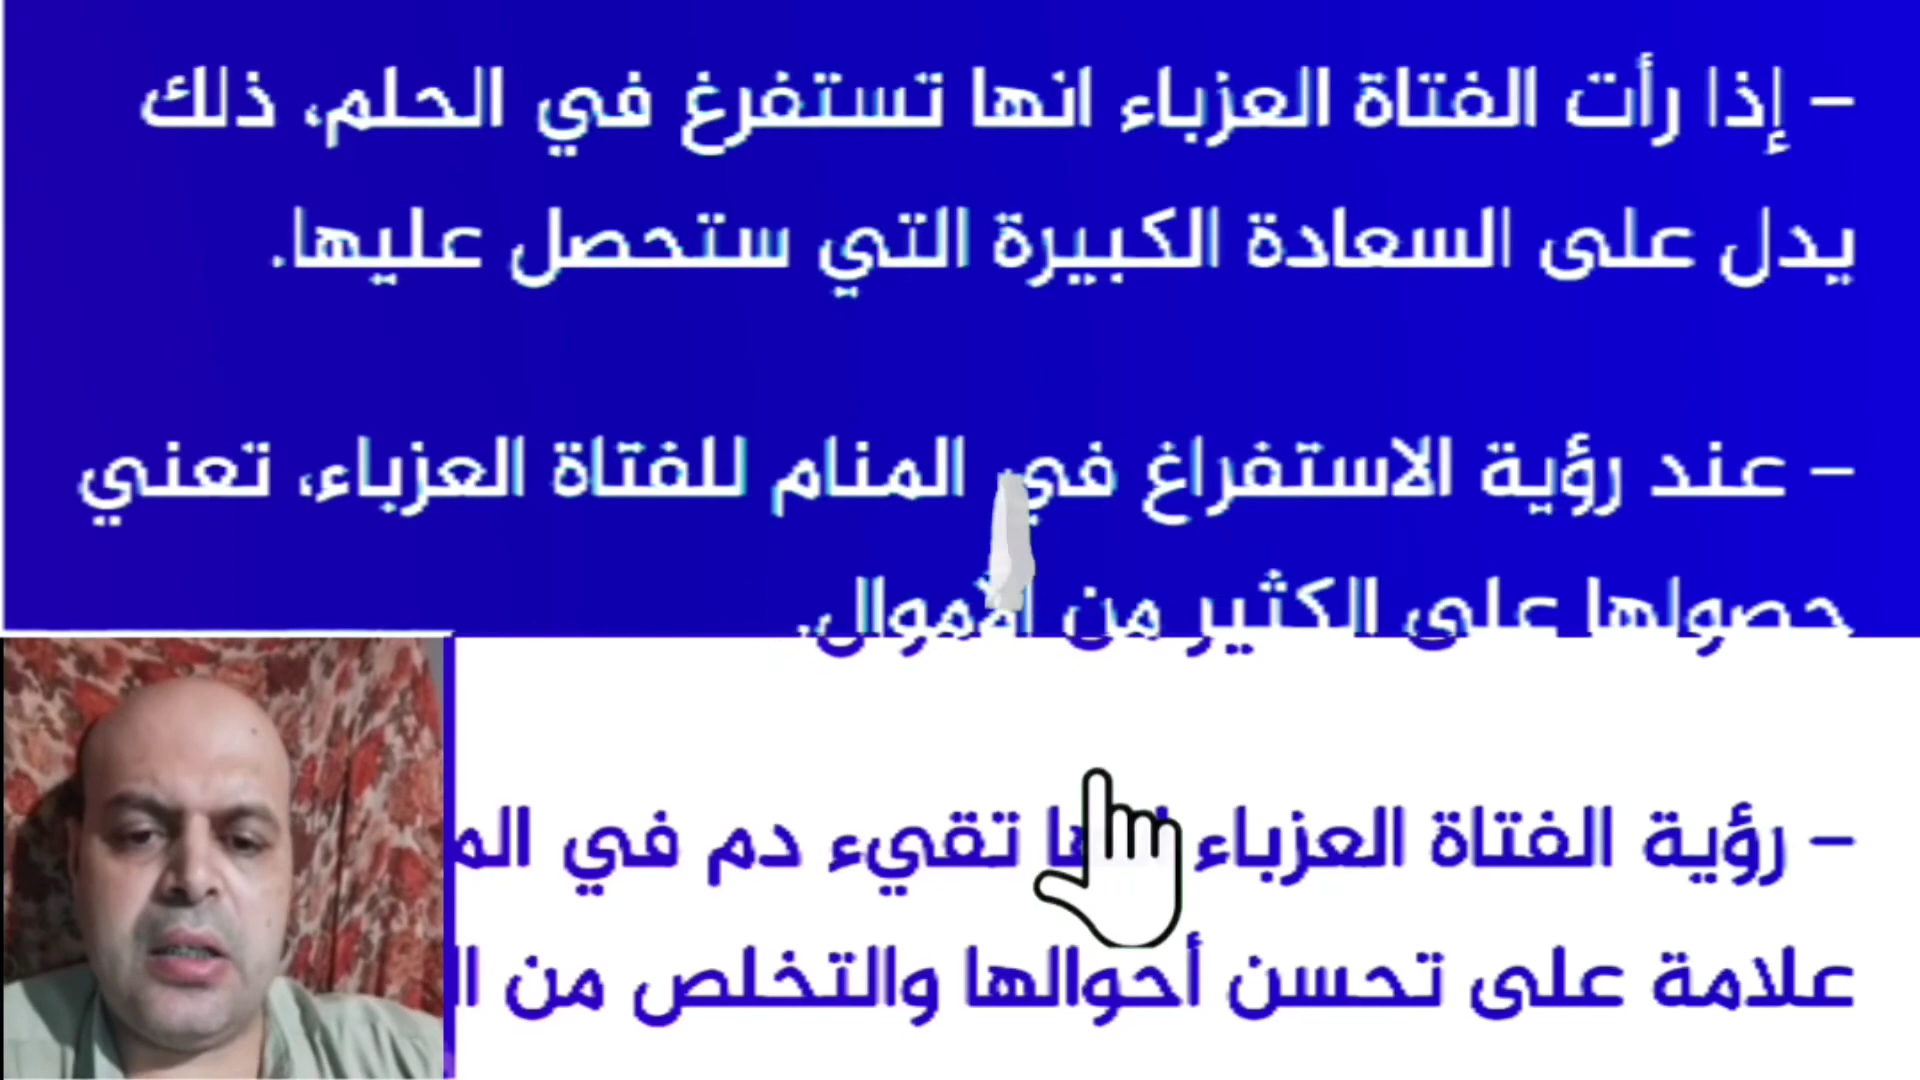 – إذا رأت الفتاة العزباء انها تستفرغ في الحلم، ذلك
يدل على السعادة الكبيرة التي ستحصل عليها.
– عند رؤية الاستفراغ في المنام للفتاة العزباء، تعني
حصولها على الكثير من الأموال.
– رؤية الفتاة العزباء تقيء دم في
علامة على تحسن أحوالها والتخلص من